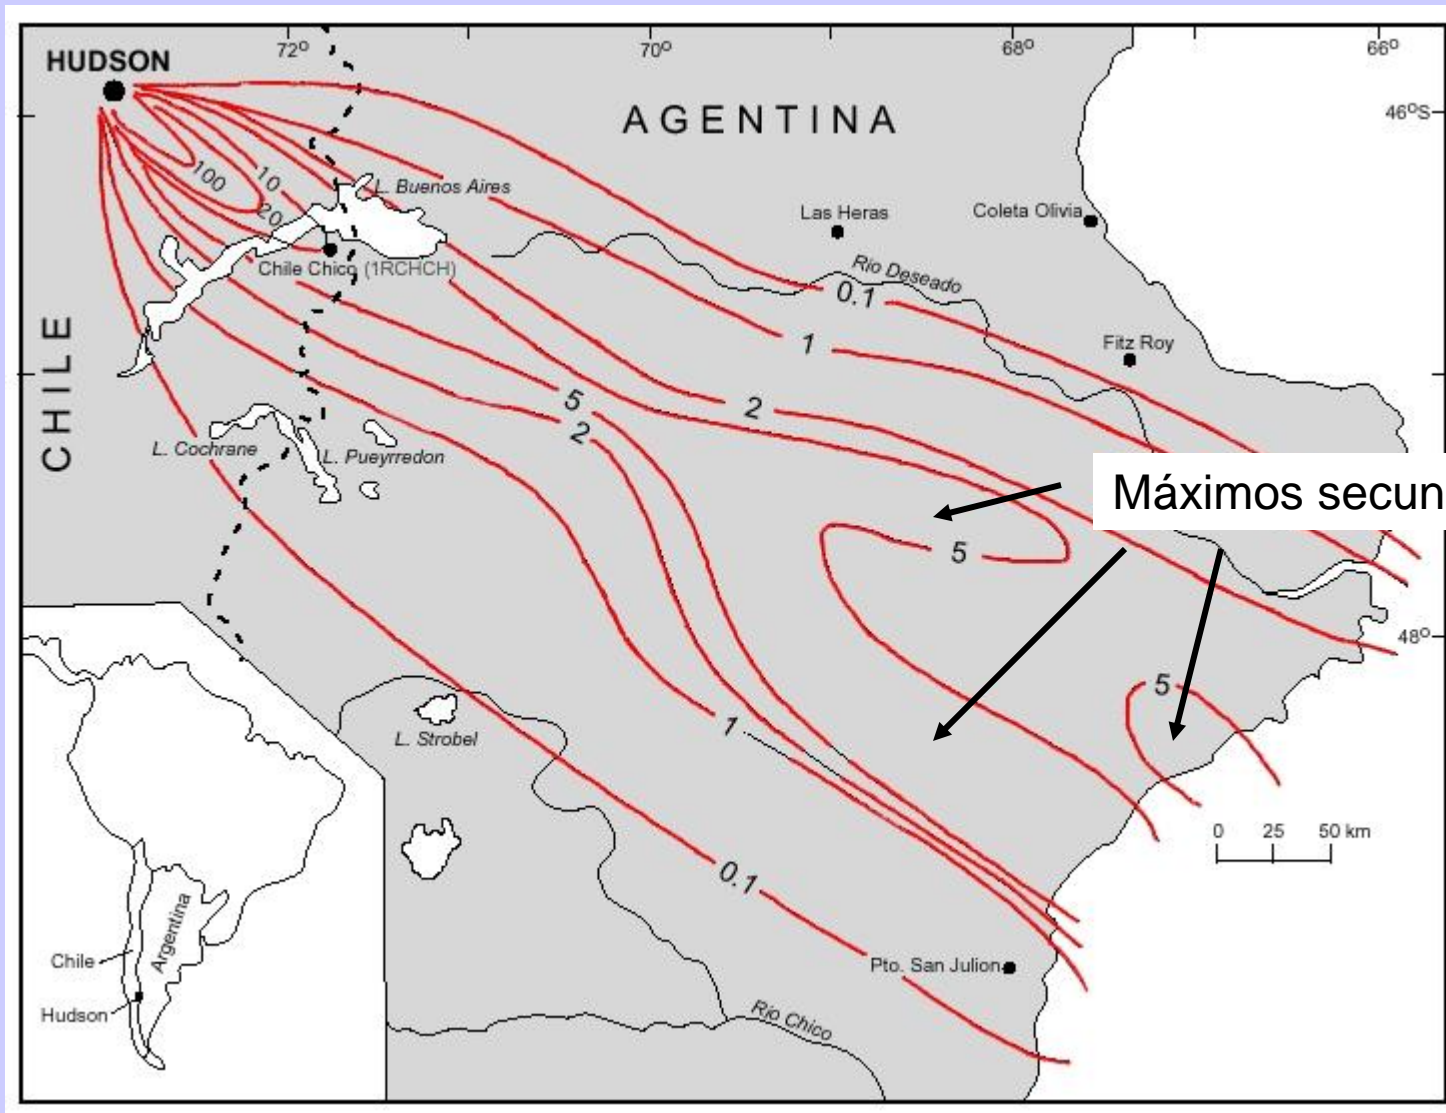 72º
70º
68º
66º
HUDSON
AGENTINA
46ºS
100
10
20
L. Buenos Aires
Las Heras
Coleta Olivia
Chile Chico (1RCHCH)
Rio Deseado
0.1
CHILE
1
Fitz Roy
5
2
2
L. Cochrane
L. Pueyrredon
Máximos secun
5
48º
5
1
L. Strobel
0 25 50 km
0.1
Argentina
Chile
Pto. San Julion
Hudson
Rio Chico